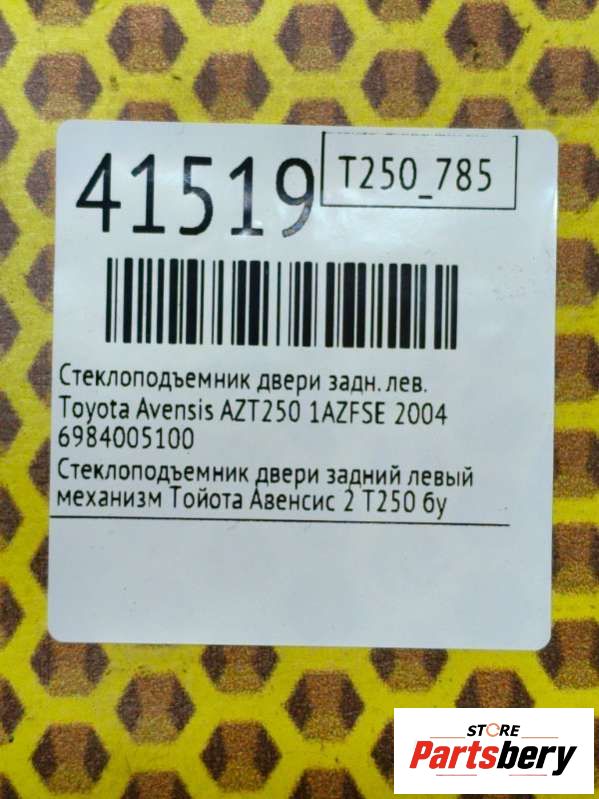 41519
T250_785
Стеклоподъемник двери задн. лев.
Toyota Avensis AZT250 1AZFSE 2004
6984005100
Стеклоподъемник двери задний левый
механизм Тойота Авенсис 2 T250 бу
STORE
Partsbery